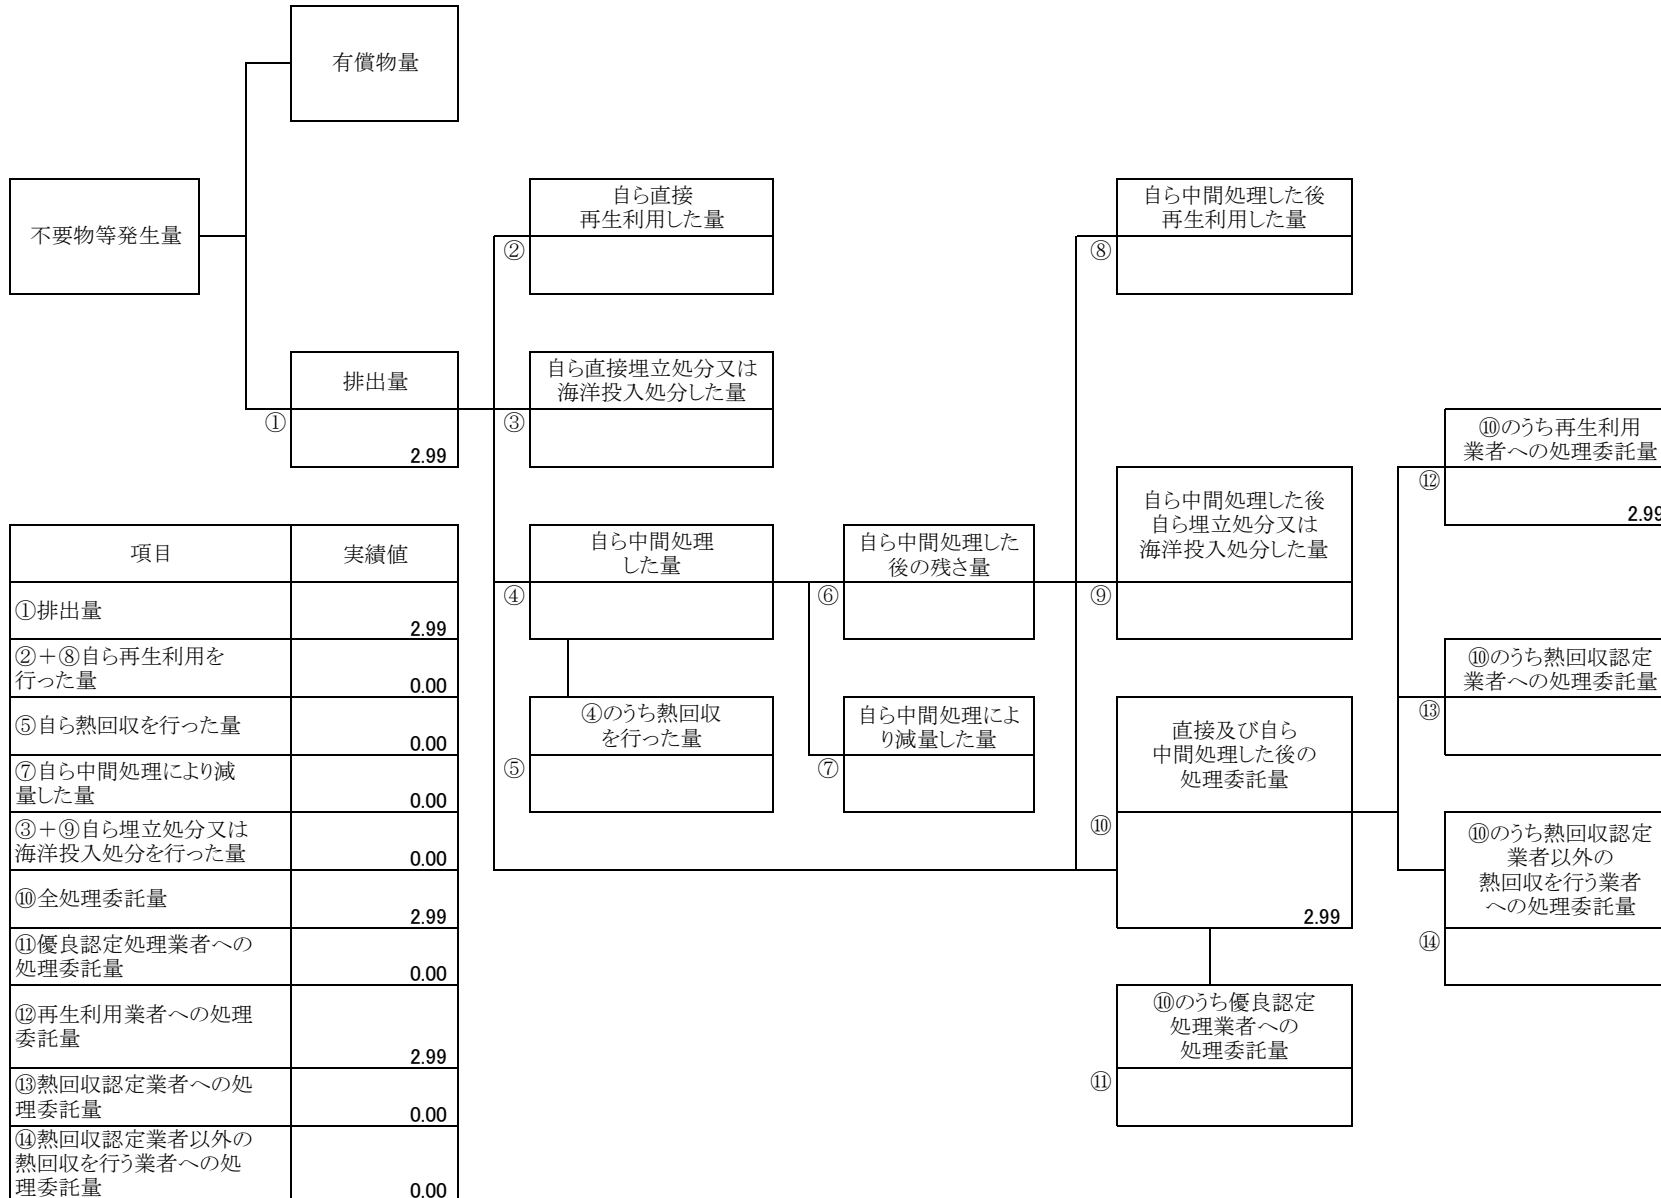 有償物量
不要物等発生量
自ら直接
再生利用した量
②
自ら中間処理した後
再生利用した量
⑧
排出量
①
2.99
自ら直接埋立処分又は
海洋投入処分した量
③
⑩のうち再生利用
業者への処理委託量
⑫
2.99
自ら中間処理した後
自ら埋立処分又は
海洋投入処分した量
⑨
自ら中間処理
した量
④
自ら中間処理した
後の残さ量
⑥
④のうち熱回収
を行った量
⑤
自ら中間処理によ
り減量した量
⑦
⑩のうち熱回収認定
業者への処理委託量
⑬
直接及び自ら
中間処理した後の
処理委託量
⑩
2.99
⑩のうち熱回収認定
業者以外の
熱回収を行う業者
への処理委託量
⑭
⑩のうち優良認定
処理業者への
処理委託量
⑪
項目 実績値
①排出量
2.99
②+⑧自ら再生利用を
行った量
0.00
⑤自ら熱回収を行った量
0.00
⑦自ら中間処理により減
量した量
0.00
③+⑨自ら埋立処分又は
海洋投入処分を行った量
0.00
⑩全処理委託量
2.99
⑪優良認定処理業者への
処理委託量
0.00
⑫再生利用業者への処理
委託量
2.99
⑬熱回収認定業者への処
理委託量
0.00
⑭熱回収認定業者以外の
熱回収を行う業者への処
理委託量
0.00